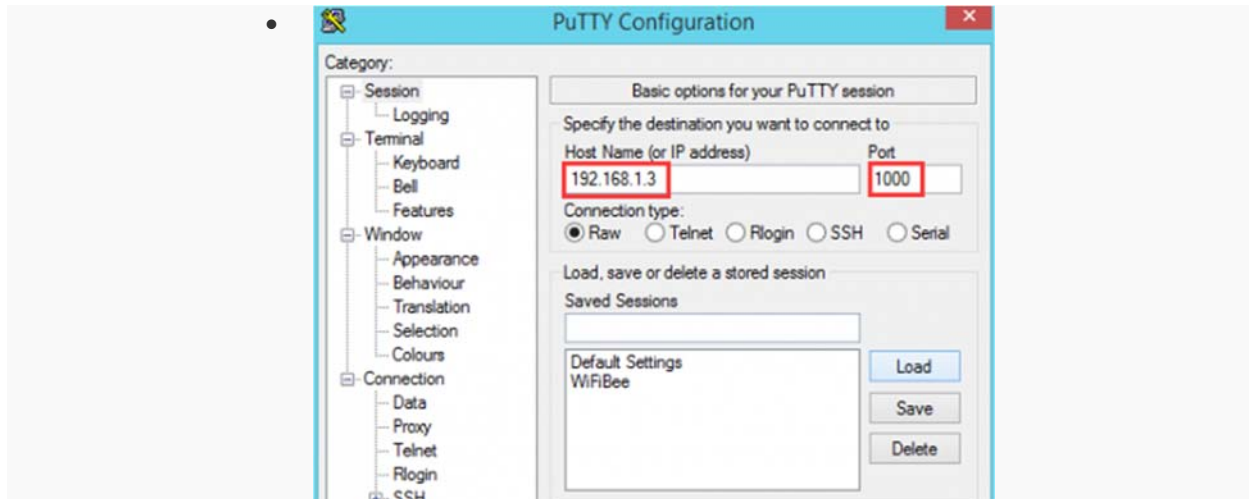 PuTTY Configuration
Category:
Session
Logging
Terminal
Keyboard
Bell
Features
Window
Appearance
Behaviour
Translation
Selection
Colours
Connection
Data
Proxy
Telnet
Rlogin
SSH
Basic options for your PuTTY session
Specify the destination you want to connect to
Host Name (or IP address) Port
192.168.1.3 1000
Connection type:
Raw Telnet Rlogin SSH Serial
Load, save or delete a stored session
Saved Sessions
Default Settings
WiFiBee
Load
Save
Delete